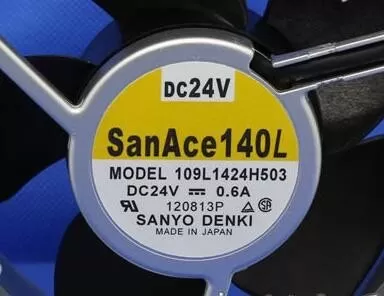 DC24V
SanAce140L
MODEL 109L1424H503
DC24V ⎓ 0.6A
120813P
SANYO DENKI
MADE IN JAPAN